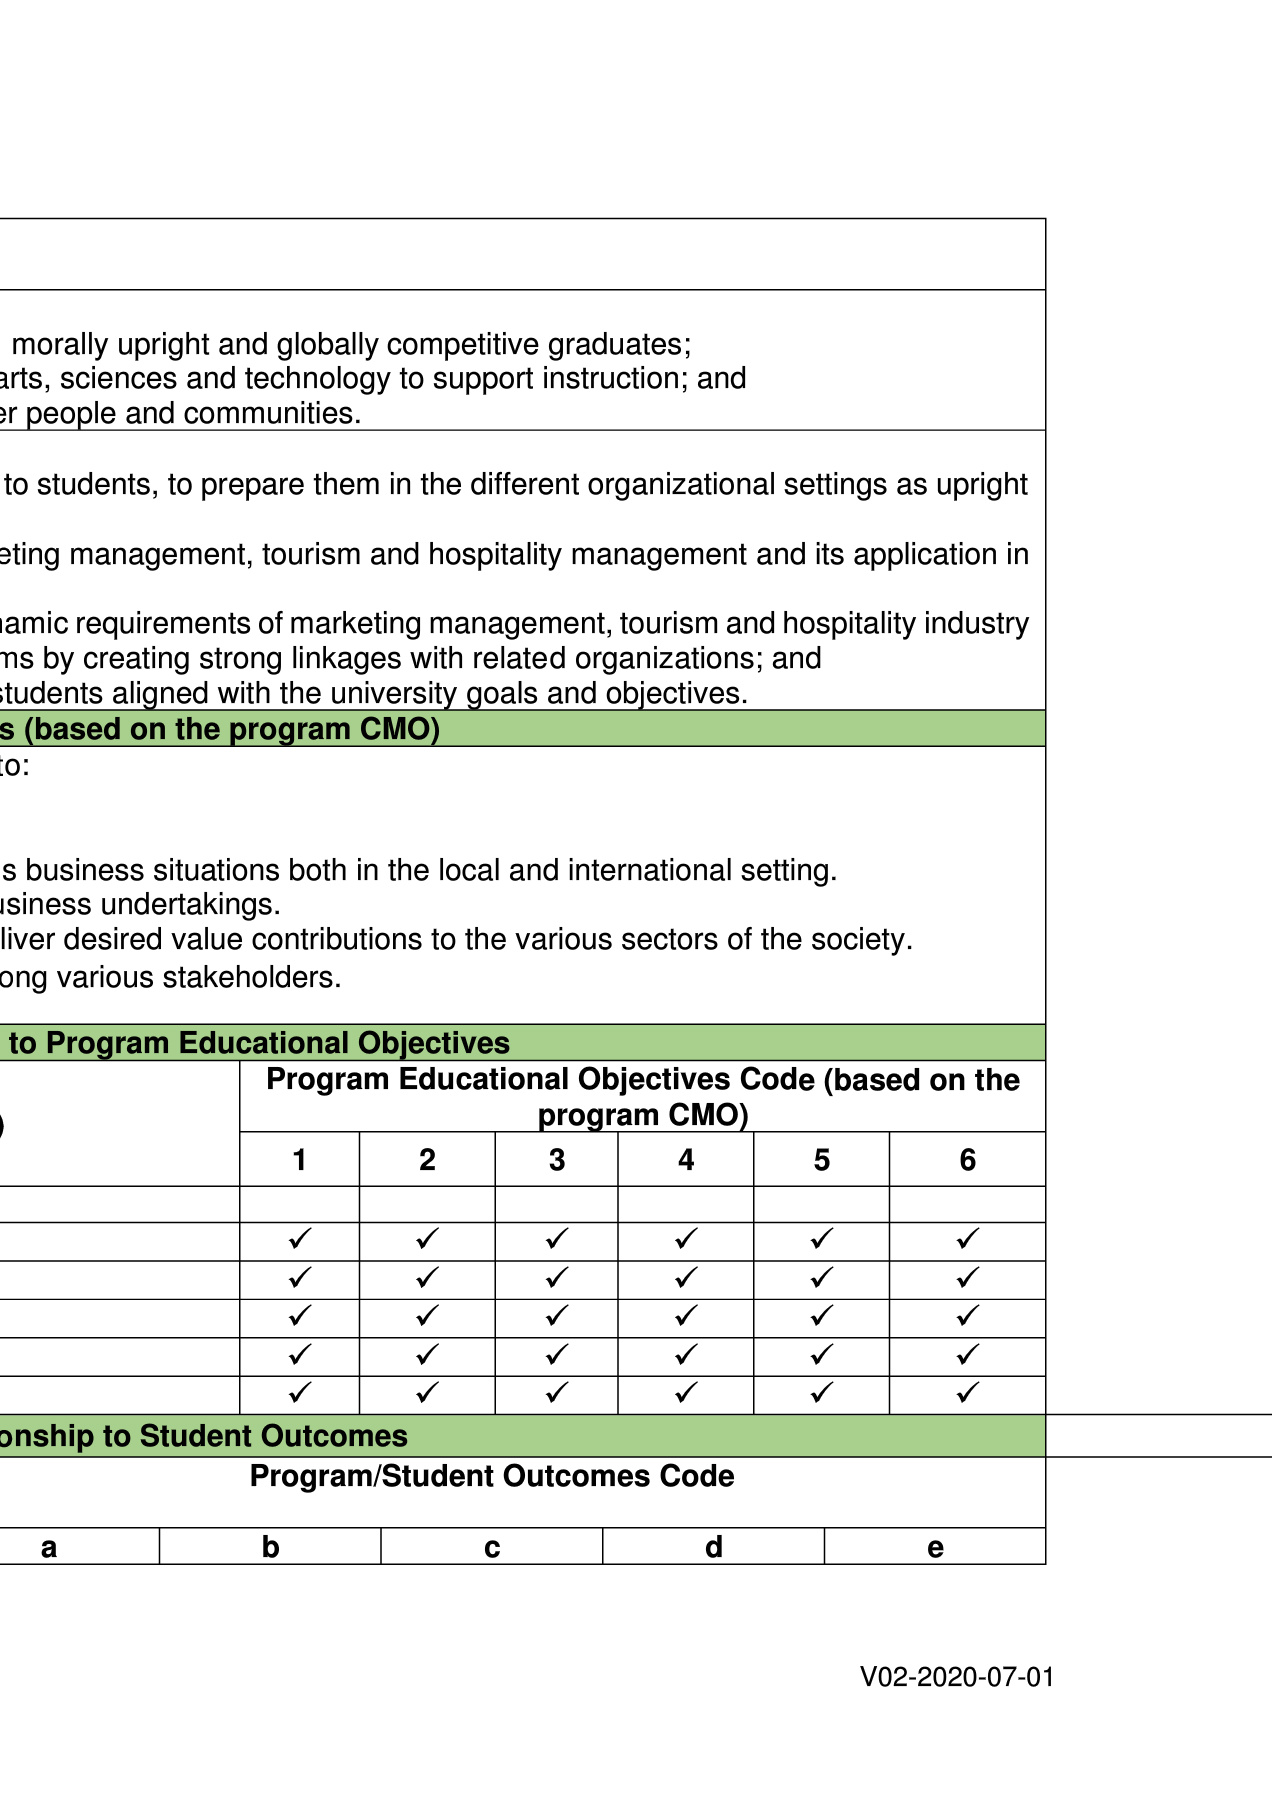 morally upright and globally competitive graduates;
arts, sciences and technology to support instruction; and
er people and communities.
to students, to prepare them in the different organizational settings as upright
eting management, tourism and hospitality management and its application in
namic requirements of marketing management, tourism and hospitality industry
ms by creating strong linkages with related organizations; and
students aligned with the university goals and objectives.
s (based on the program CMO)
to:
s business situations both in the local and international setting.
usiness undertakings.
liver desired value contributions to the various sectors of the society.
ong various stakeholders.
to Program Educational Objectives
Program Educational Objectives Code (based on the
program CMO)
)
1 2 3 4 5 6
✓ ✓ ✓ ✓ ✓ ✓
✓ ✓ ✓ ✓ ✓ ✓
✓ ✓ ✓ ✓ ✓ ✓
✓ ✓ ✓ ✓ ✓ ✓
✓ ✓ ✓ ✓ ✓ ✓
onship to Student Outcomes
Program/Student Outcomes Code
a b c d e
V02-2020-07-01